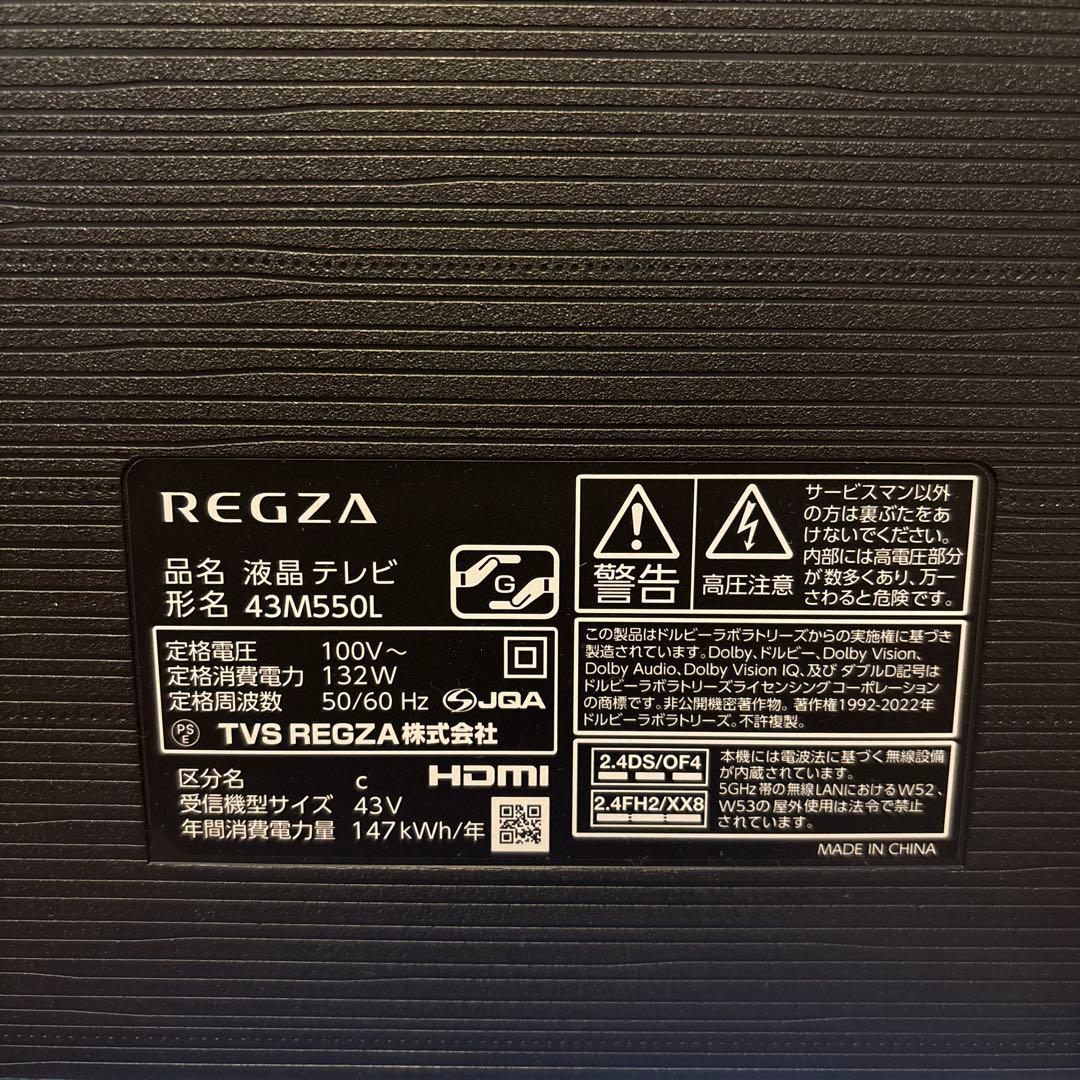 REGZA
品名 液晶テレビ
形名 43M550L
G
定格電圧 100V～
定格消費電力 132W
定格周波数 50/60 Hz
JQA
PS
E
TVS REGZA株式会社
区分名 c
HDMI
受信機型サイズ 43V
年間消費電力量 147kWh/年
警告
高圧注意
サービスマン以外
の方は裏ぶたをあ
けないでください。
内部には高電圧部分
が数多くあり、万一
さわると危険です。
この製品はドルビーラボラトリーズからの実施権に基づき
製造されています。Dolby、ドルビー、Dolby Vision、
Dolby Audio、Dolby Vision IQ、及び ダブルD記号は
ドルビーラボラトリーズライセンシングコーポレーション
の商標です。非公開機密著作物。著作権1992-2022年
ドルビーラボラトリーズ。不許複製。
2.4DS/OF4
2.4FH2/XX8
本機には電波法に基づく無線設備
が内蔵されています。
5GHz帯の無線LANにおけるW52、
W53の屋外使用は法令で禁止
されています。
MADE IN CHINA